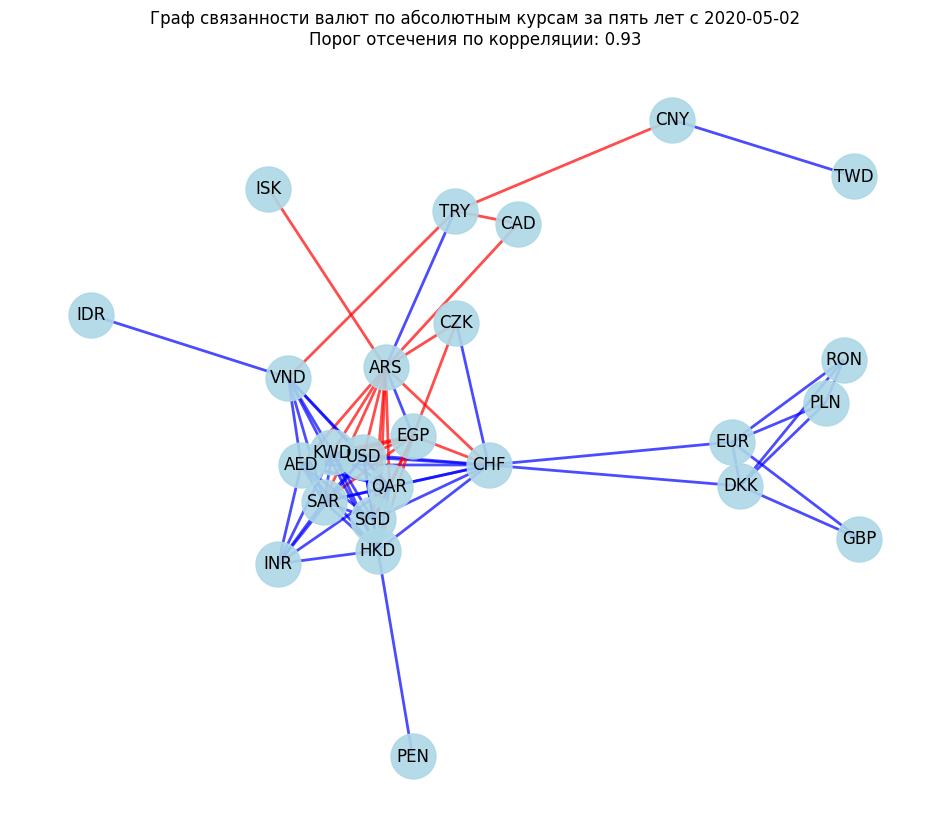 Граф связанности валют по абсолютным курсам за пять лет с 2020-05-02
Порог отсечения по корреляции: 0.93
CNY
TWD
ISK
TRY
CAD
IDR
CZK
RON
ARS
VND
PLN
EGP
EUR
KWD
USD
AED
CHF
QAR
DKK
SAR
SGD
GBP
HKD
INR
PEN